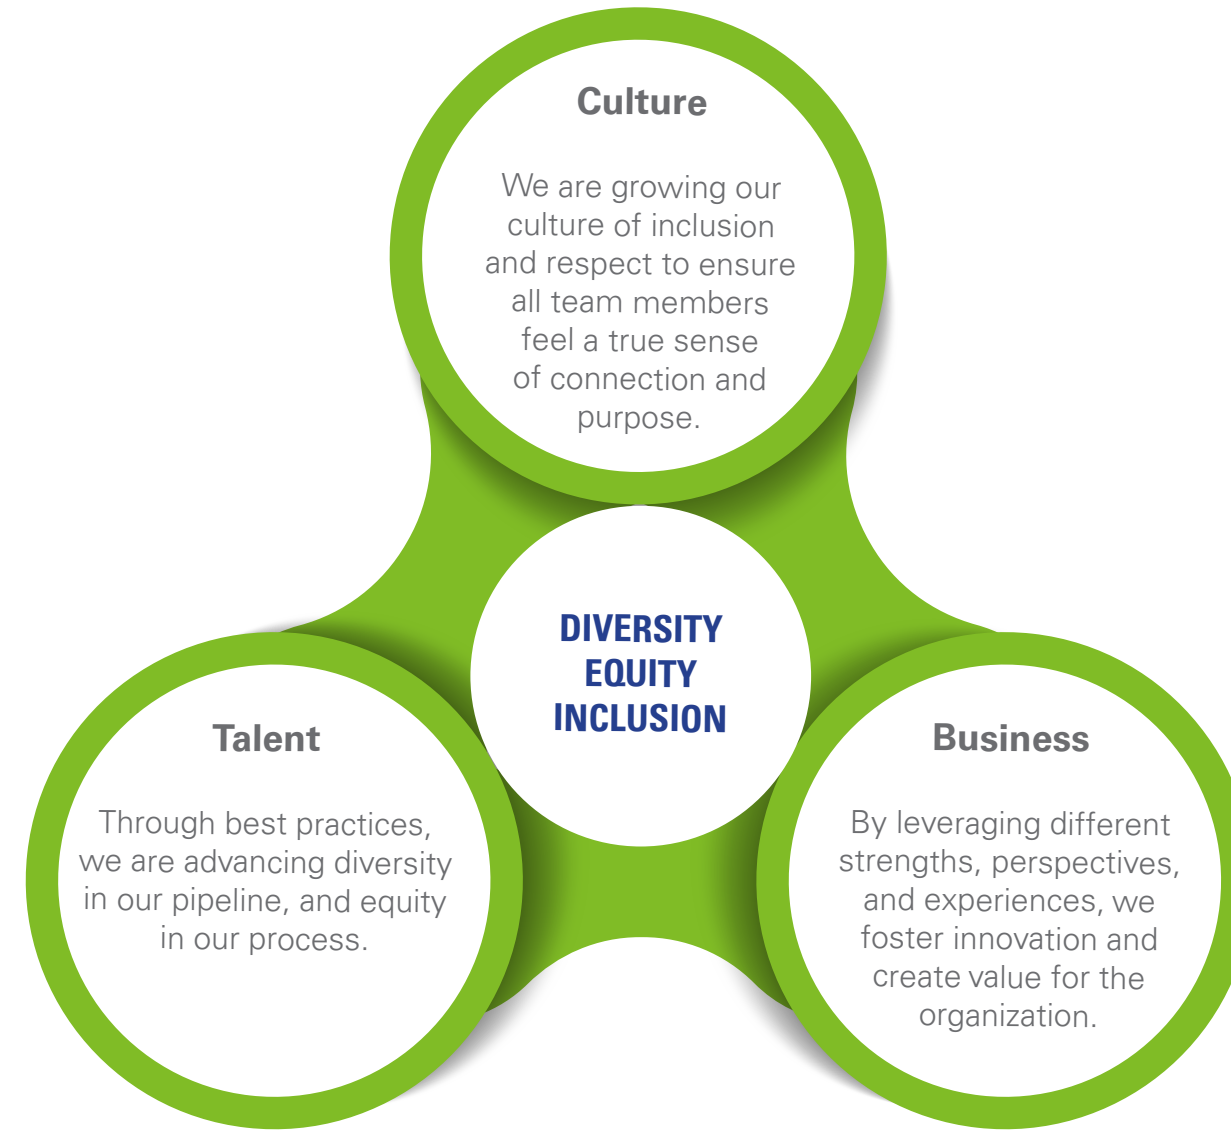 Culture
We are growing our
culture of inclusion
and respect to ensure
all team members
feel a true sense
of connection and
purpose.
DIVERSITY
EQUITY
INCLUSION
Talent
Through best practices,
we are advancing diversity
in our pipeline, and equity
in our process.
Business
By leveraging different
strengths, perspectives,
and experiences, we
foster innovation and
create value for the
organization.